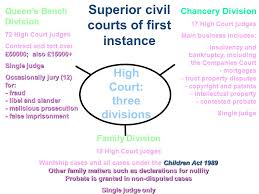 Superior civil
courts of first
instance
Queen's Bench
Division
72 High Court judges
Contract and tort over
£50000; also £15000+
Single judge
Occasionally jury (12)
for:
- fraud
- libel and slander
- malicious prosecution
- false imprisonment
Chancery Division
17 High Court judges
Main business includes:
Insolvency and
bankruptcy, including
the Companies Court
- mortgages
- trust property disputes
- copyright and patents
- intellectual property
- contested probate
Single judge
High
Court:
three
divisions
Family Division
18 High Court judges
Wardship cases and all cases under the Children Act 1989
Other family matters such as declarations for nullity
Probate is granted in non-disputed cases
Single judge only